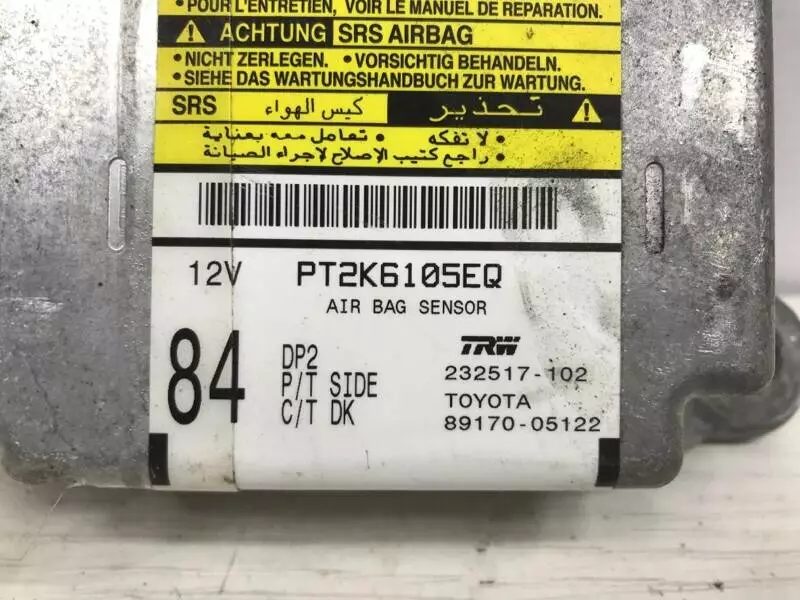 •POUR L'ENTRETIEN, VOIR LE MANUEL DE REPARATION.
ACHTUNG SRS AIRBAG
•NICHT ZERLEGEN. •VORSICHTIG BEHANDELN.
•SIEHE DAS WARTUNGSHANDBUCH ZUR WARTUNG.
تحذير كيس الهواء SRS
•لا تفكه •تعامل معه بعناية
•راجع كتيب الإصلاح لاجراء الصيانة
12V PT2K6105EQ
AIR BAG SENSOR
84
DP2
P/T SIDE
C/T DK
TRW
232517-102
TOYOTA
89170-05122